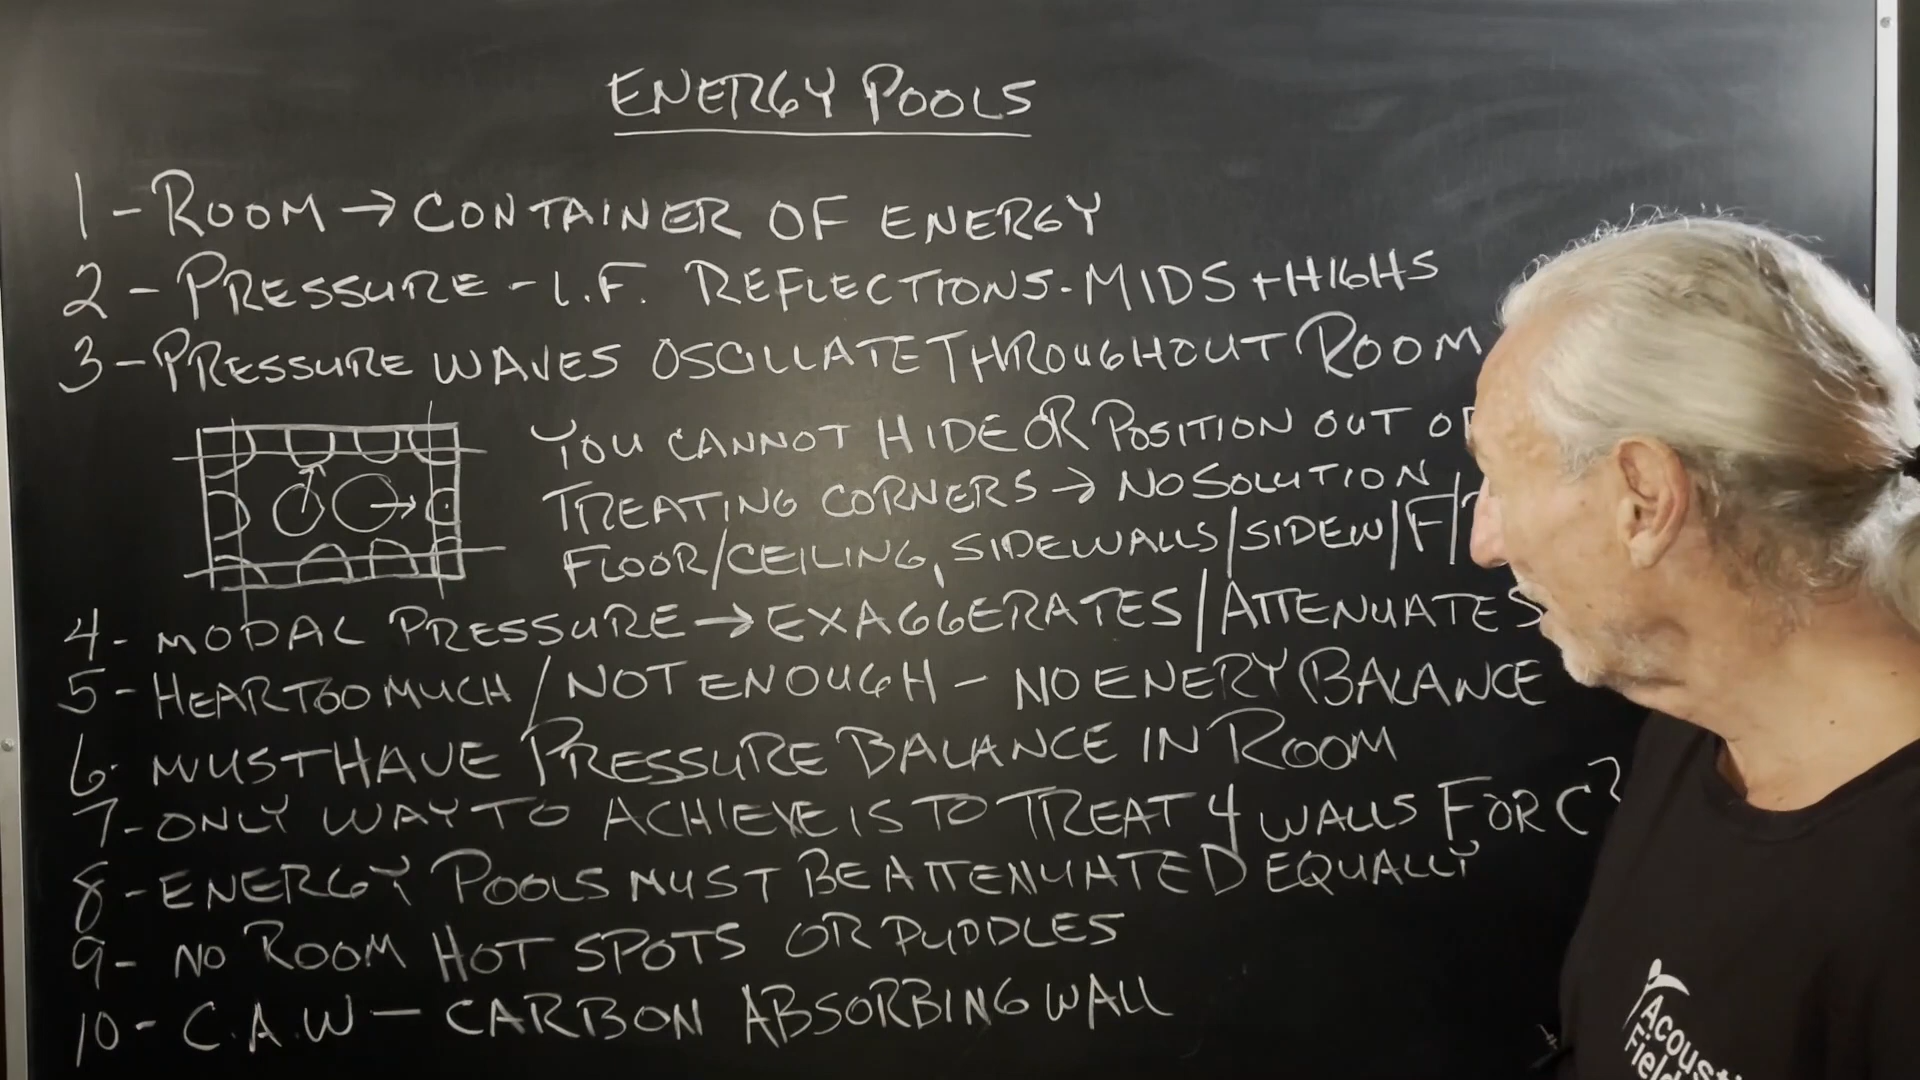 ENERGY POOLS
1 - ROOM → CONTAINER OF ENERGY
2 - PRESSURE - L.F. REFLECTIONS - MIDS + HIGHS
3 - PRESSURE WAVES OSCILLATE THROUGHOUT ROOM
YOU CANNOT HIDE OR POSITION OUT
TREATING CORNERS → NO SOLUTION
FLOOR/CEILING, SIDEWALLS/SIDEW/F/
4 - MODAL PRESSURE → EXAGGERATES/ATTENUATES
5 - HEAR TOO MUCH / NOT ENOUGH - NO ENERY BALANCE
6 - MUST HAVE PRESSURE BALANCE IN ROOM
7 - ONLY WAY TO ACHIEVE IS TO TREAT 4 WALLS FOR
8 - ENERGY POOLS MUST BE ATTENUATED EQUALLY
9 - NO ROOM HOT SPOTS OR PUDDLES
10 - C.A.W - CARBON ABSORBING WALL
Acousti
Field